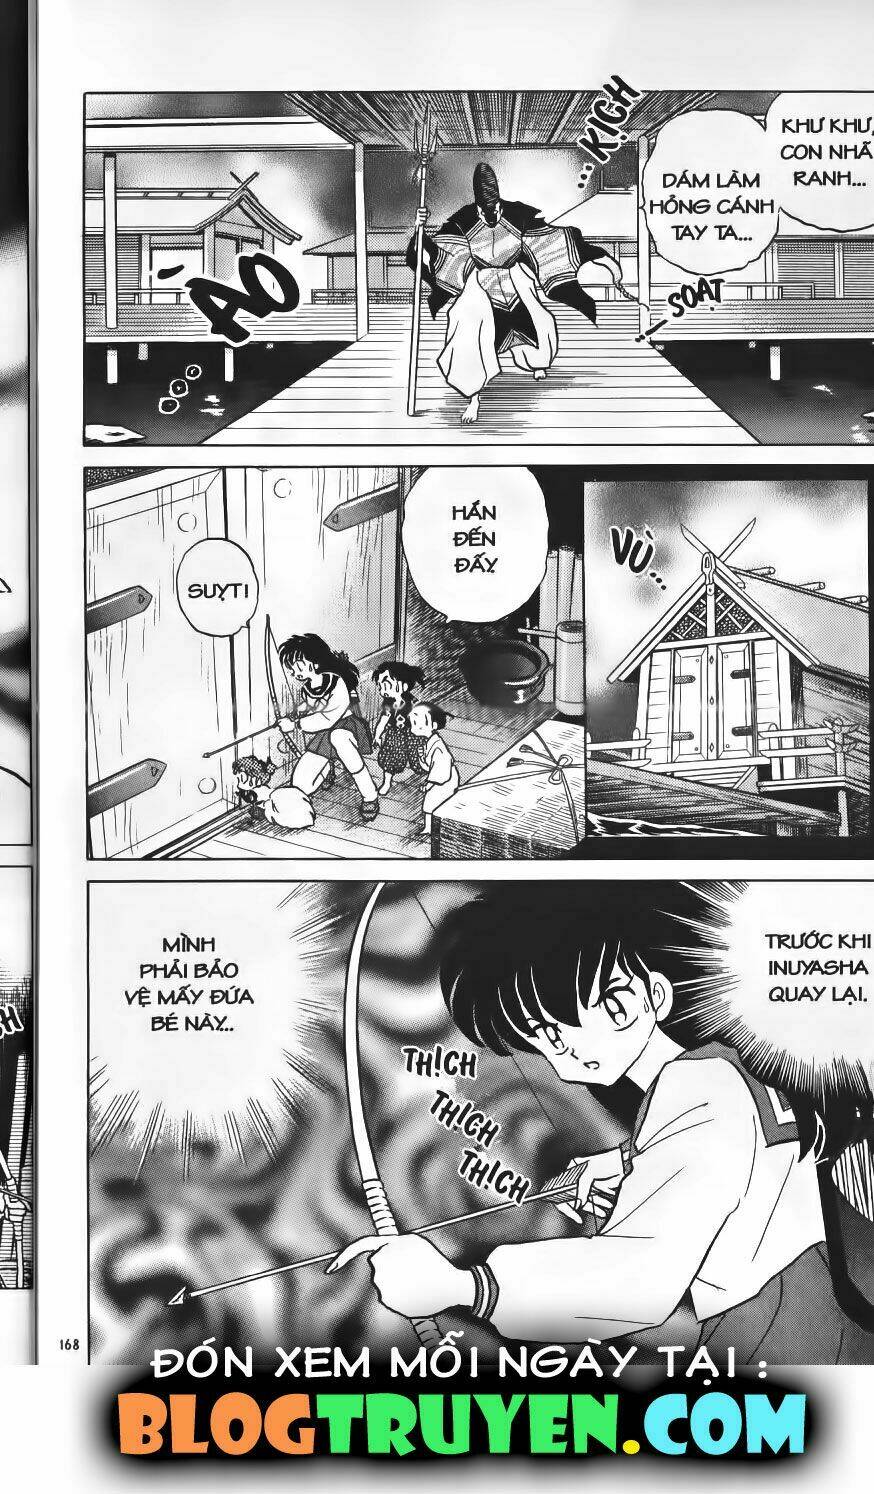 KHƯ KHƯ,
CON NHÃ
RANH...
DÁM LÀM
HỒNG CÁNH
TAY TA...
...KỊCH
...SOẠT
ÀO
VÙ...
HẮN
ĐẾN
ĐẤY.
SUỴT!
TRƯỚC KHI
INUYASHA
QUAY LẠI.
MÌNH
PHẢI BẢO
VỆ MẤY ĐỨA
BÉ NÀY...
THỊCH
THỊCH
THỊCH
168
ĐÓN XEM MỖI NGÀY TẠI :
BLOGTRUYEN.COM